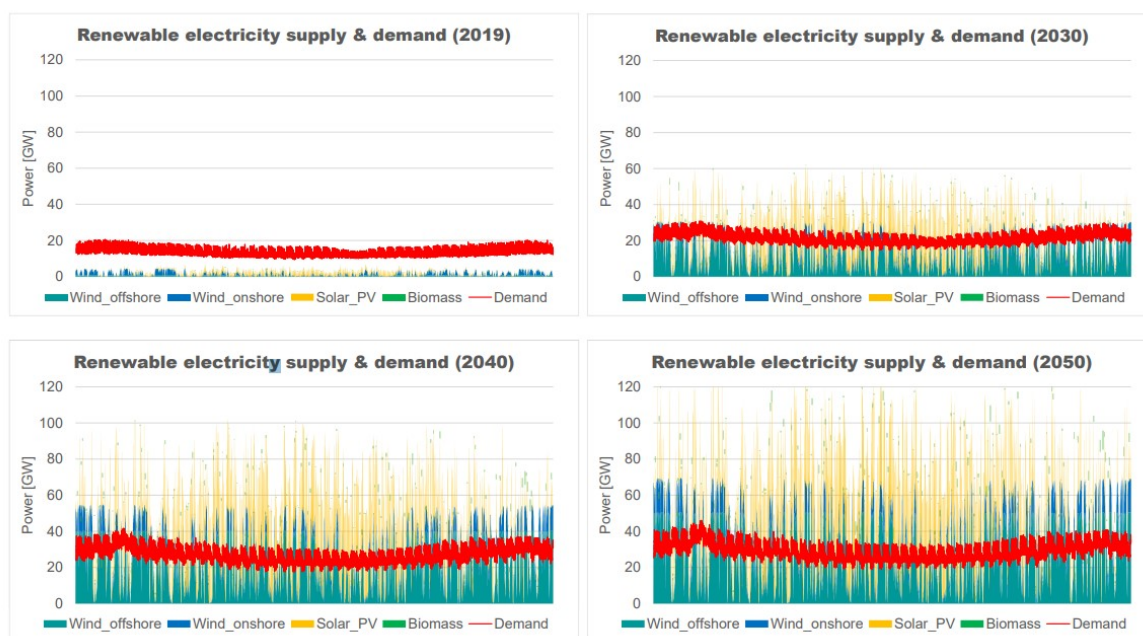 Renewable electricity supply & demand (2019)
120
100
80
60
40
20
0
Power [GW]
Wind_offshore Wind_onshore Solar_PV Biomass Demand
Renewable electricity supply & demand (2030)
120
100
80
60
40
20
0
Power [GW]
Wind_offshore Wind_onshore Solar_PV Biomass Demand
Renewable electricity supply & demand (2040)
120
100
80
60
40
20
0
Power [GW]
Wind_offshore Wind_onshore Solar_PV Biomass Demand
Renewable electricity supply & demand (2050)
120
100
80
60
40
20
0
Power [GW]
Wind_offshore Wind_onshore Solar_PV Biomass Demand